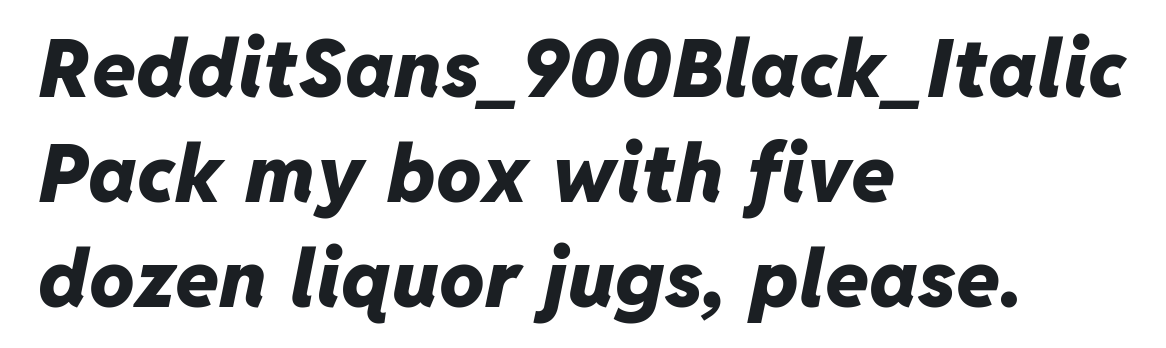 RedditSans_900Black_Italic
Pack my box with five
dozen liquor jugs, please.